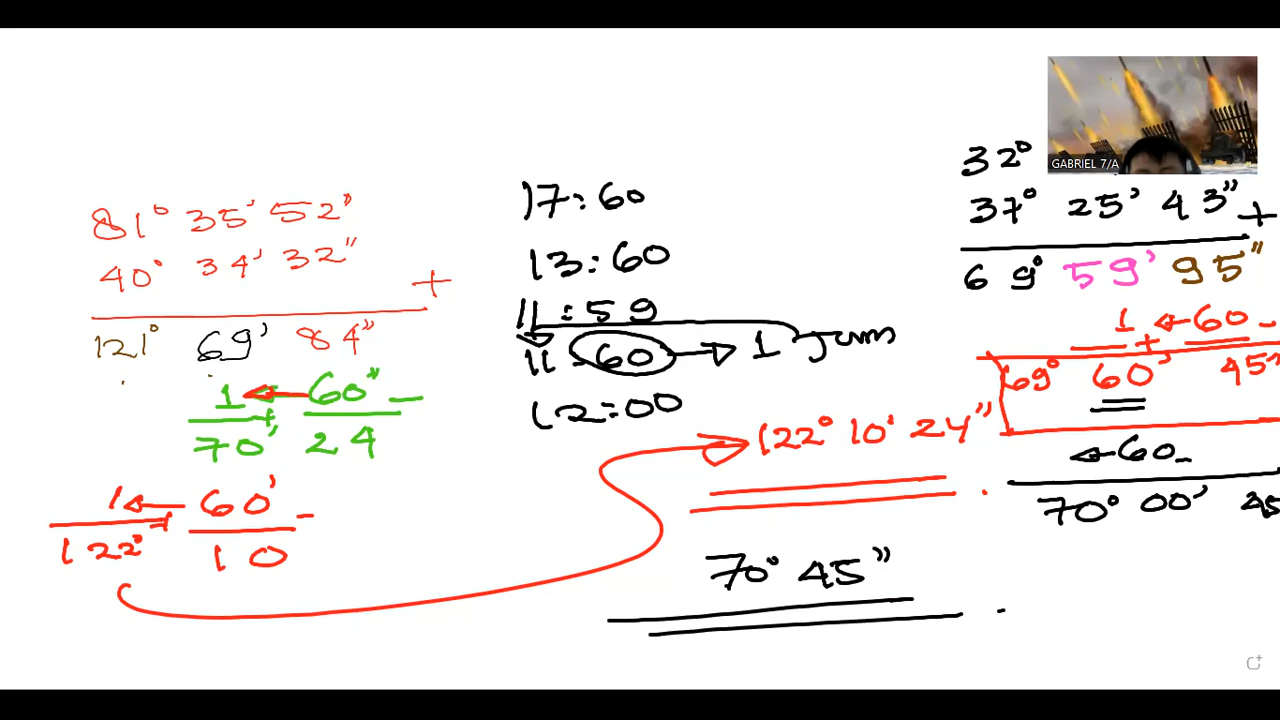 81° 35' 52"
40° 34' 32" +
121° 69' 84"
1 ← 60" -
+
70' 24
1 ← 60' -
+
122° 10
17:60
13:60
11:59
11:60 → 1 Jam
12:00
122° 10' 24"
70° 45"
GABRIEL 7/A
32°
37° 25' 43" +
69° 59' 95"
1 ← 60 -
+
69° 60' 45"
← 60 -
70° 00' 45